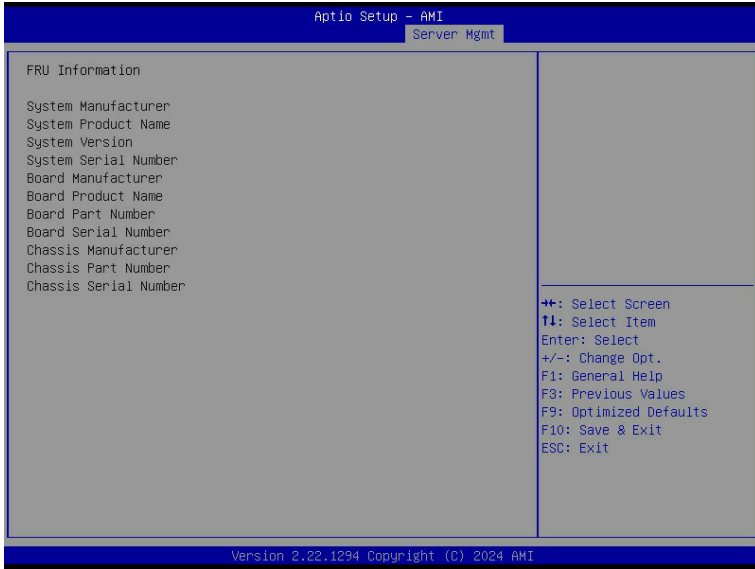 Aptio Setup – AMI
Server Mgmt
FRU Information
System Manufacturer
System Product Name
System Version
System Serial Number
Board Manufacturer
Board Product Name
Board Part Number
Board Serial Number
Chassis Manufacturer
Chassis Part Number
Chassis Serial Number
→←: Select Screen
↑↓: Select Item
Enter: Select
+/-: Change Opt.
F1: General Help
F3: Previous Values
F9: Optimized Defaults
F10: Save & Exit
ESC: Exit
Version 2.22.1294 Copyright (C) 2024 AMI